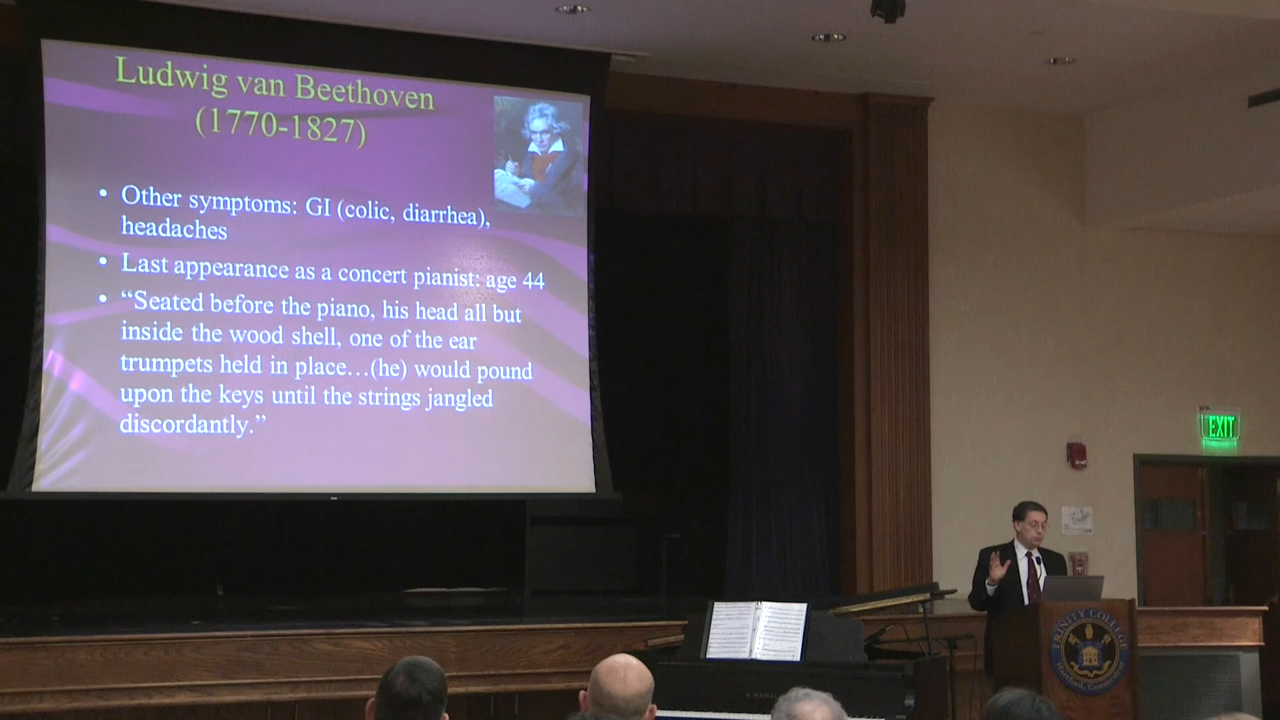 Ludwig van Beethoven
(1770-1827)
• Other symptoms: GI (colic, diarrhea),
headaches
• Last appearance as a concert pianist: age 44
• “Seated before the piano, his head all but
inside the wood shell, one of the ear
trumpets held in place…(he) would pound
upon the keys until the strings jangled
discordantly.”
EXIT
TRINITY COLLEGE
Hartford, Connecticut